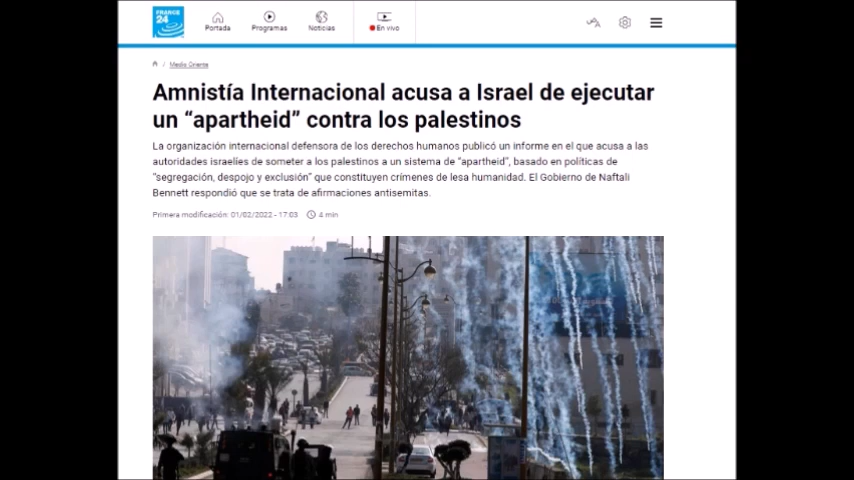 FRANCE
24
Portada
Programas
Noticias
En vivo
Medio Oriente
Amnistía Internacional acusa a Israel de ejecutar
un “apartheid” contra los palestinos
La organización internacional defensora de los derechos humanos publicó un informe en el que acusa a las
autoridades israelíes de someter a los palestinos a un sistema de “apartheid”, basado en políticas de
“segregación, despojo y exclusión” que constituyen crímenes de lesa humanidad. El Gobierno de Naftali
Bennett respondió que se trata de afirmaciones antisemitas.
Primera modificación: 01/02/2022 - 17:03 4 min